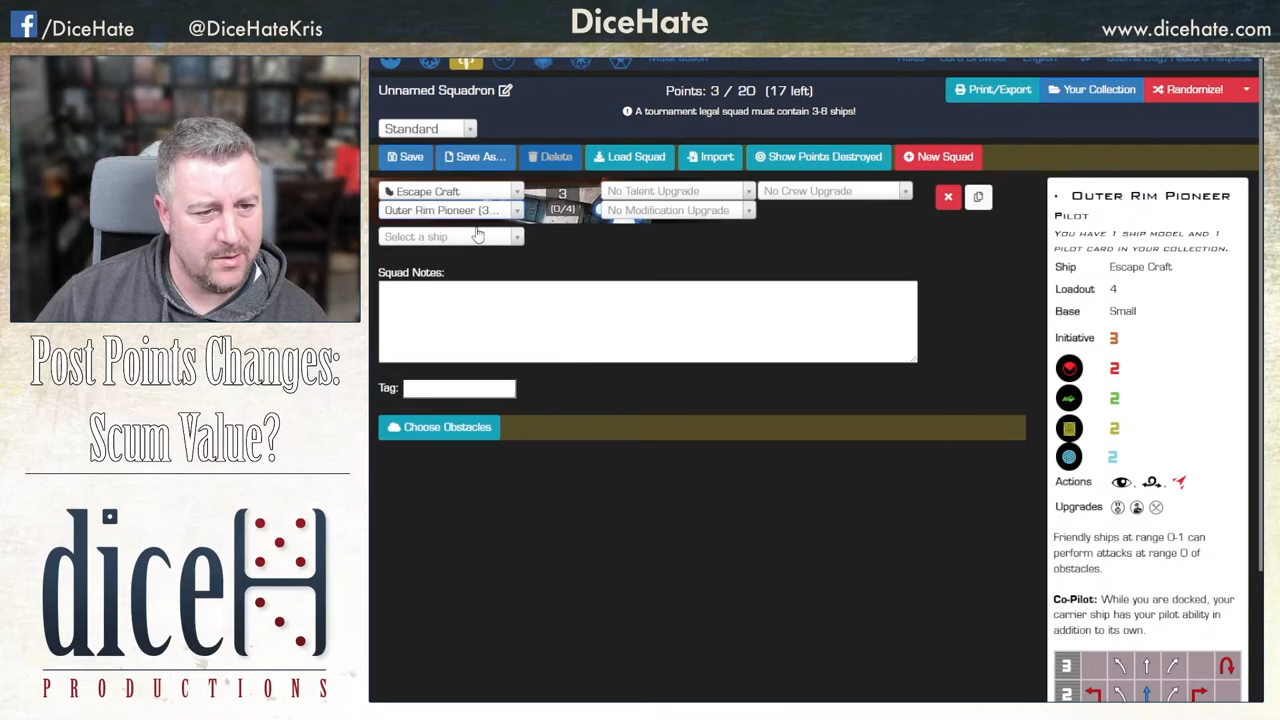 /DiceHate
@DiceHateKris
DiceHate
www.dicehate.com
Unnamed Squadron
Points: 3 / 20 (17 left)
A tournament legal squad must contain 3-8 ships!
Print/Export
Your Collection
Randomize!
Standard
Save
Save As...
Delete
Load Squad
Import
Show Points Destroyed
New Squad
Escape Craft
3
No Talent Upgrade
No Crew Upgrade
Outer Rim Pioneer (3...
(0/4)
No Modification Upgrade
Select a ship
Squad Notes:
Tag:
Choose Obstacles
· Outer Rim Pioneer
Pilot
You have 1 ship model and 1
pilot card in your collection.
Ship Escape Craft
Loadout 4
Base Small
Initiative 3
2
2
2
2
Actions
Upgrades
Friendly ships at range 0-1 can
perform attacks at range 0 of
obstacles.
Co-Pilot: While you are docked, your
carrier ship has your pilot ability in
addition to its own.
3
2
Post Points Changes:
Scum Value?
diceH
PRODUCTIONS